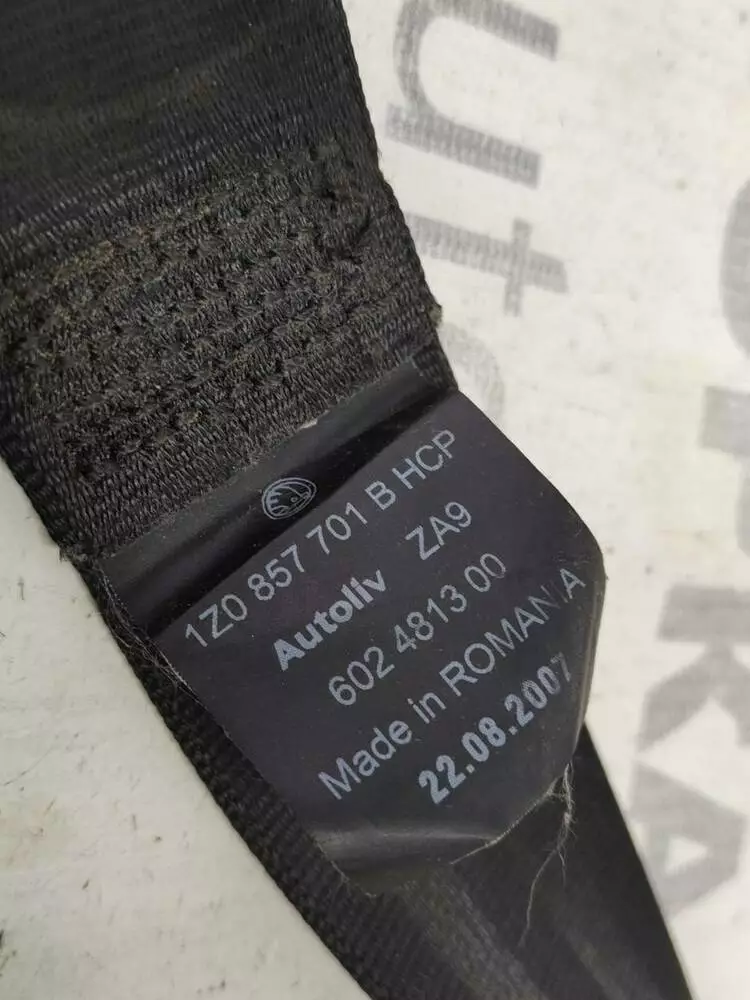 1Z0 857 701 B HCP
Autoliv ZA9
602 4813 00
Made in ROMANIA
22.08.2007